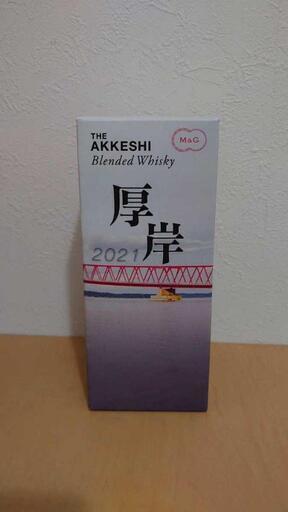 THE
AKKESHI
Blended Whisky
M&G
厚岸
2021